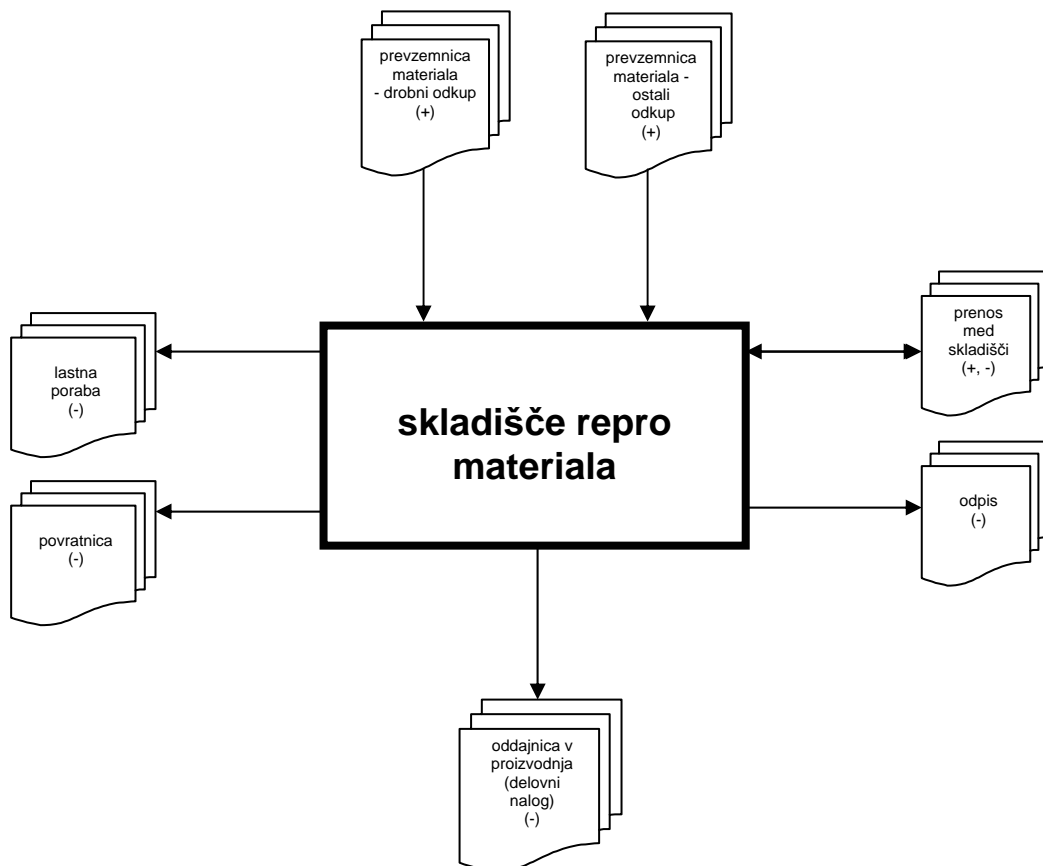 prevzemnica
materiala
- drobni odkup
(+)
prevzemnica
materiala -
ostali
odkup
(+)
lastna
poraba
(-)
prenos
med
skladišči
(+, -)
skladišče repro
materiala
povratnica
(-)
odpis
(-)
oddajnica v
proizvodnja
(delovni
nalog)
(-)